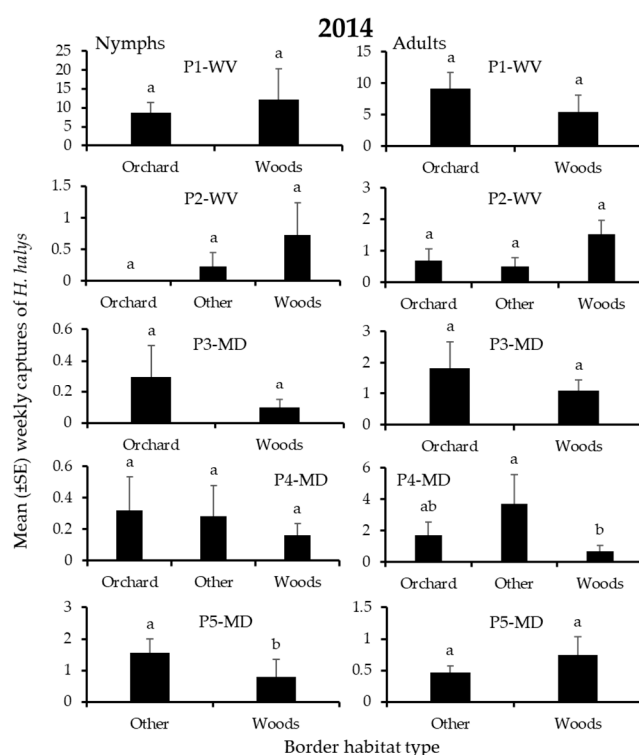 2014
Nymphs
Adults
Mean (±SE) weekly captures of H. halys
25
20
15
10
5
0
a
P1-WV
a
Orchard Woods
15
10
5
0
a
P1-WV
a
Orchard Woods
1.5
1
0.5
0
P2-WV
a a a
Orchard Other Woods
3
2
1
0
P2-WV
a a a
Orchard Other Woods
0.6
0.4
0.2
0
a
P3-MD
a
Orchard Woods
3
2
1
0
a
P3-MD
a
Orchard Woods
0.6
0.4
0.2
0
a a a
P4-MD
Orchard Other Woods
6
4
2
0
P4-MD
ab a b
Orchard Other Woods
3
2
1
0
a
P5-MD
b
Other Woods
1.5
1
0.5
0
a
P5-MD
a
Other Woods
Border habitat type